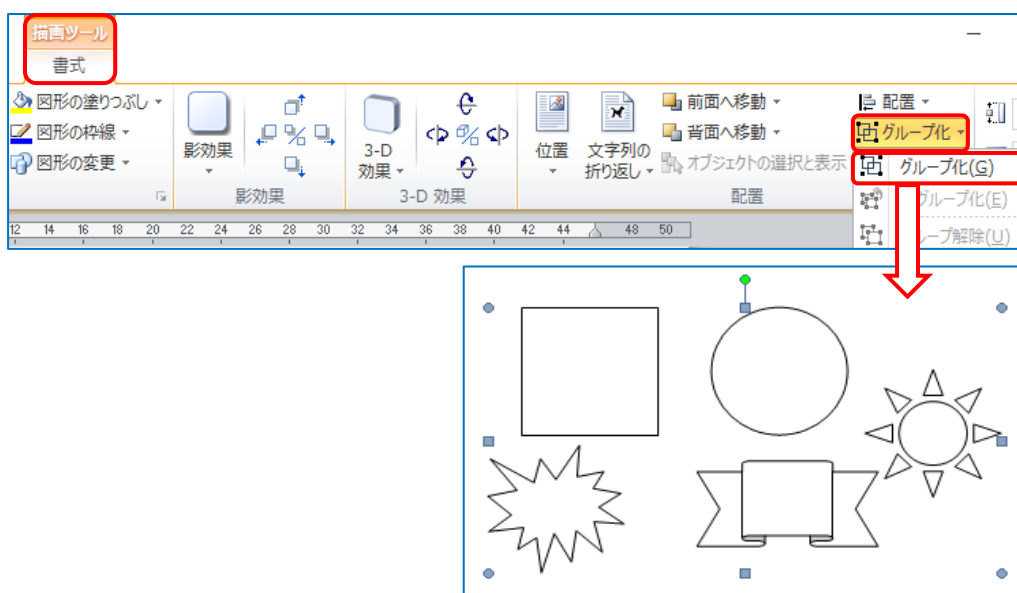 描画ツール
書式
図形の塗りつぶし
図形の枠線
図形の変更
影効果
影効果
3-D
効果
3-D 効果
位置
文字列の
折り返し
前面へ移動
背面へ移動
オブジェクトの選択と表示
配置
配置
グループ化
グループ化(G)
グループ化(E)
ループ解除(U)
12 14 16 18 20 22 24 26 28 30 32 34 36 38 40 42 44 48 50